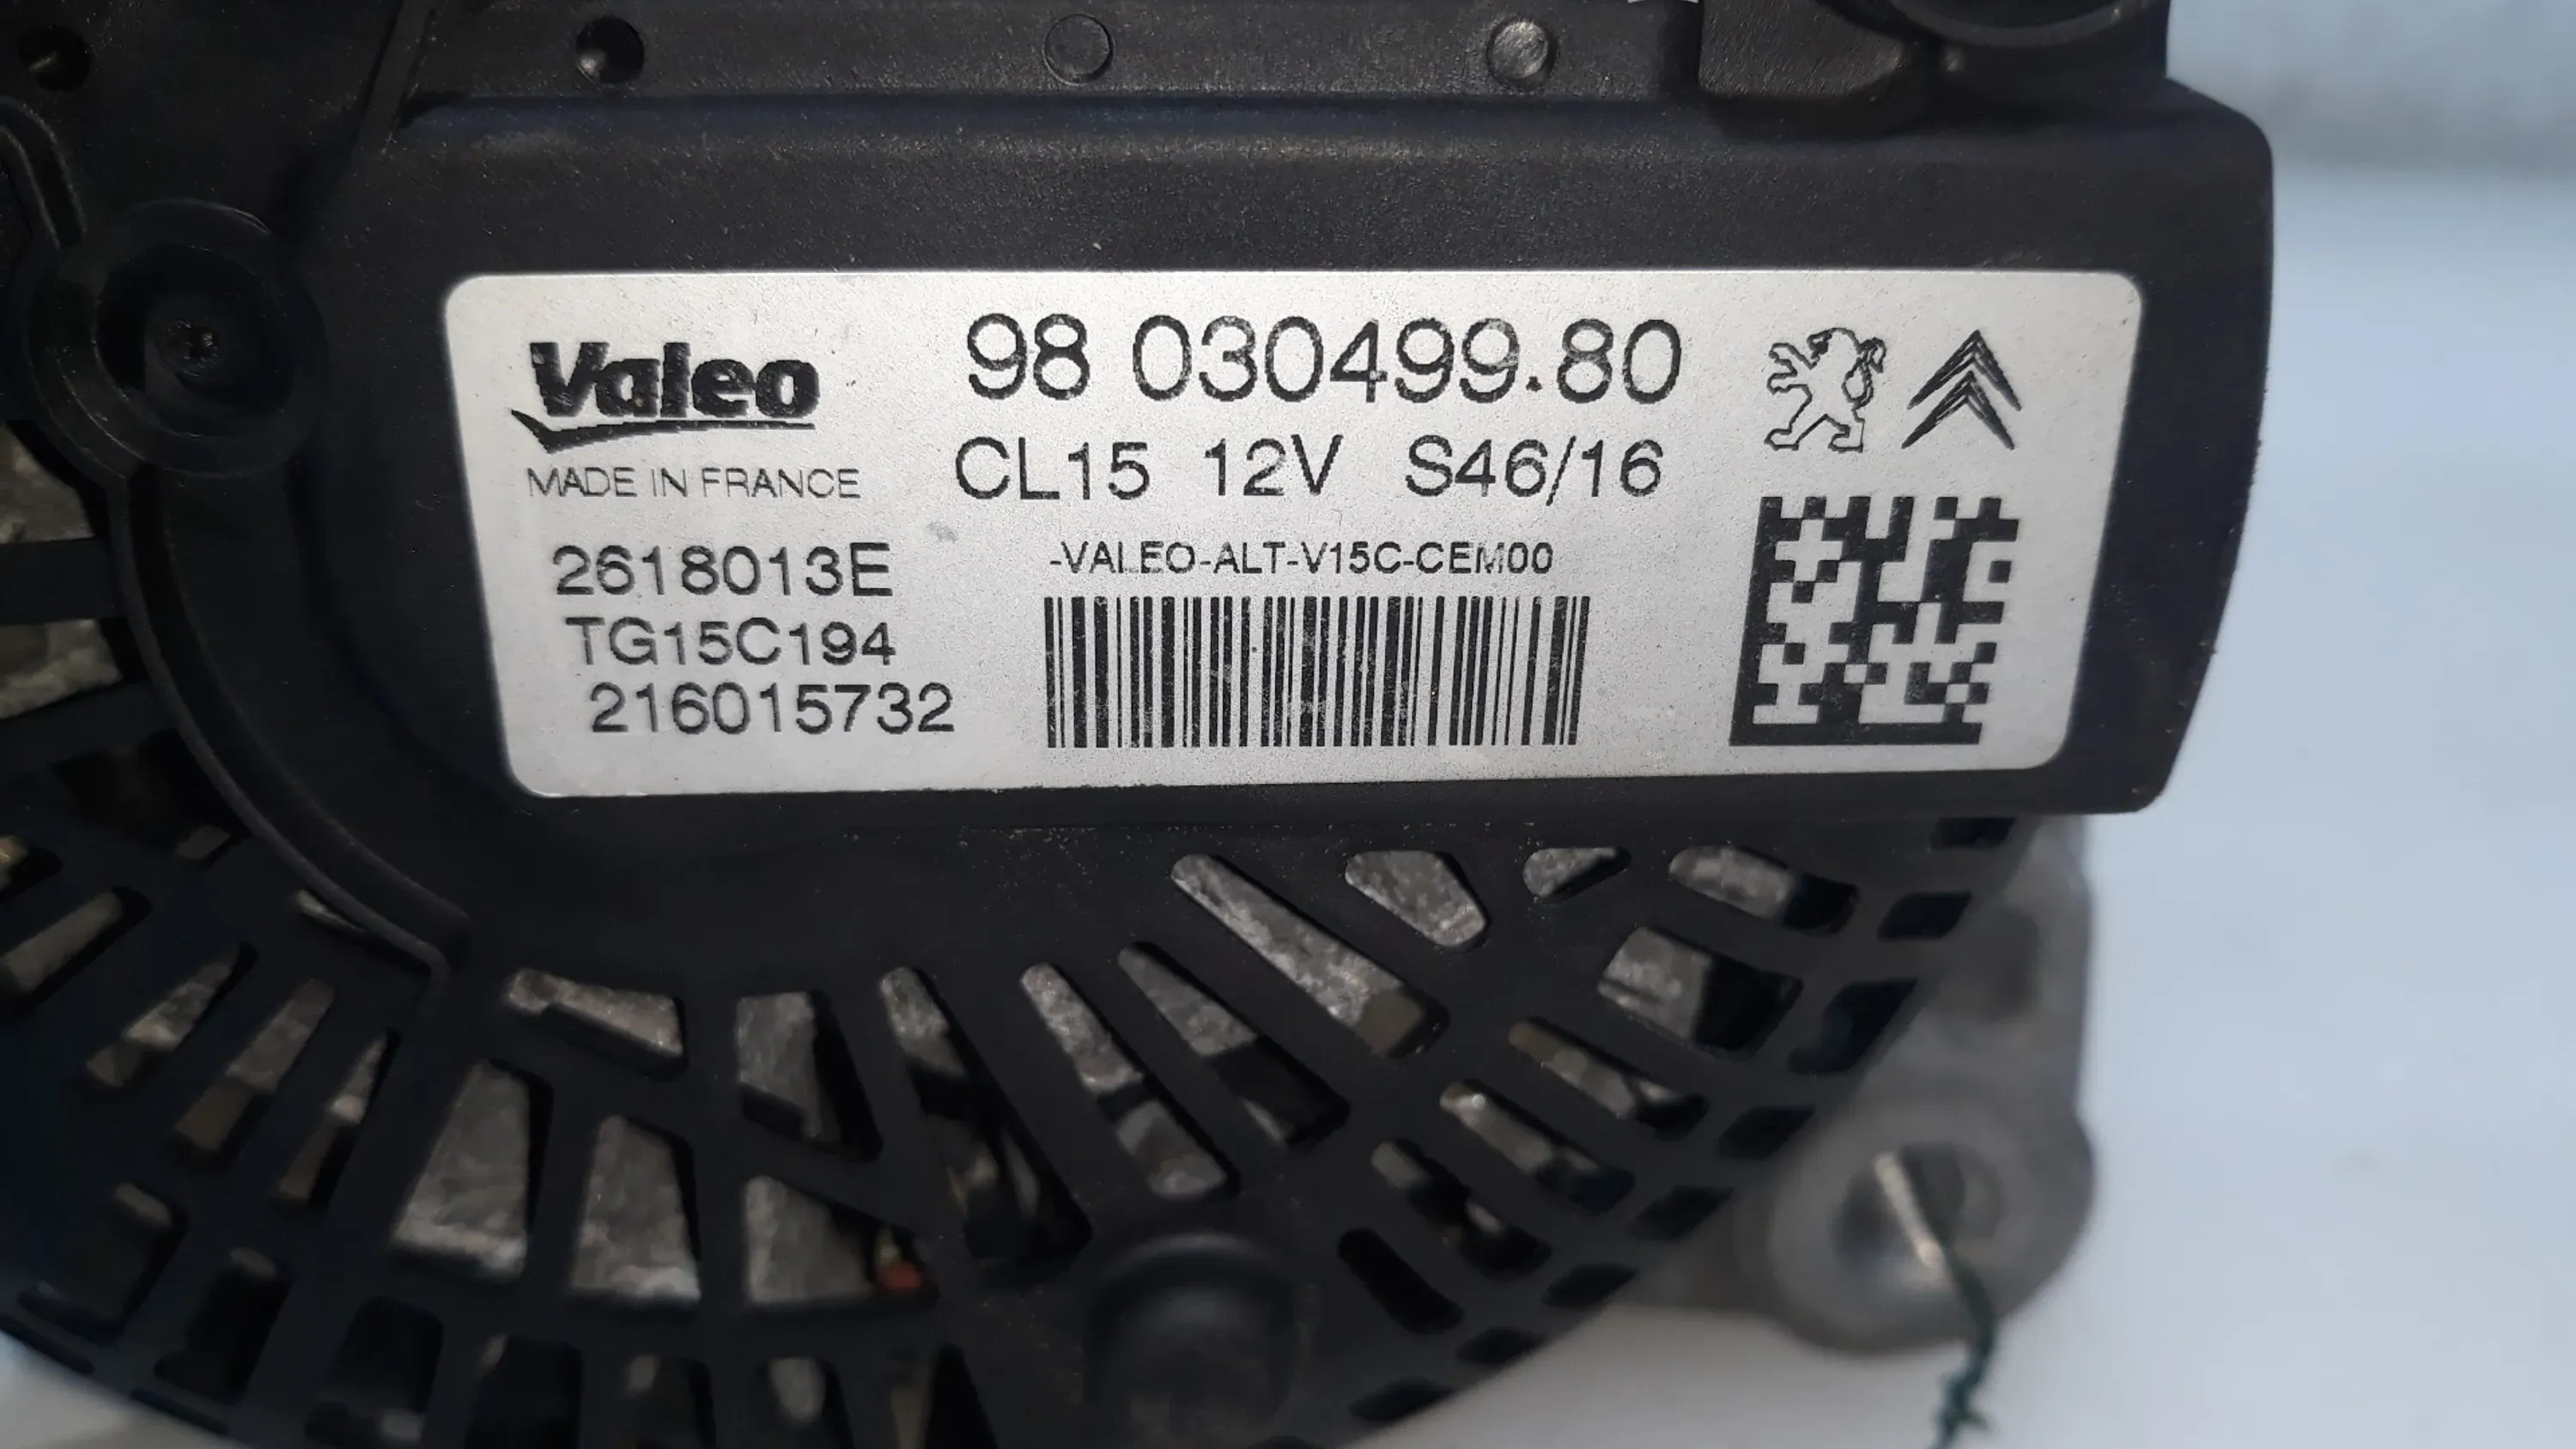 Valeo
MADE IN FRANCE
98 030499.80
CL15 12V S46/16
2618013E
TG15C194
216015732
-VALEO-ALT-V15C-CEM00